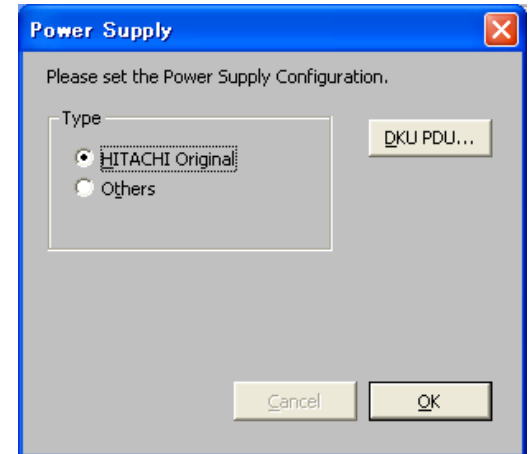 Power Supply
Please set the Power Supply Configuration.
Type
HITACHI Original
Others
DKU PDU...
Cancel
OK